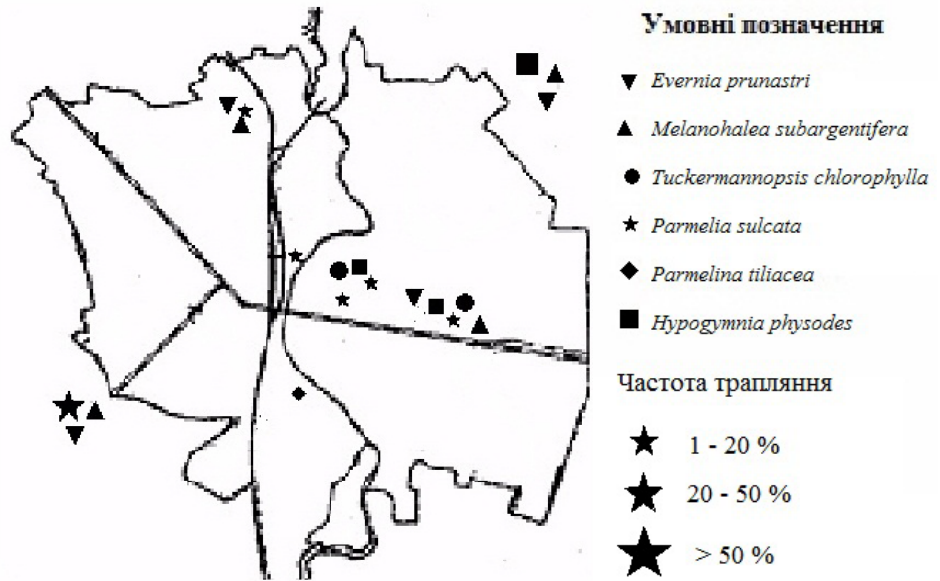 Умовні позначення
Evernia prunastri
Melanohalea subargentifera
Tuckermannopsis chlorophylla
Parmelia sulcata
Parmelina tiliacea
Hypogymnia physodes
Частота трапляння
1 - 20 %
20 - 50 %
> 50 %